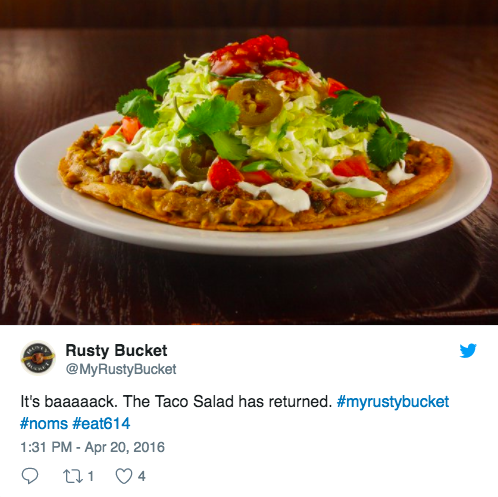 Rusty Bucket
@MyRustyBucket
It's baaaaack. The Taco Salad has returned. #myrustybucket
#noms #eat614
1:31 PM - Apr 20, 2016
1 4